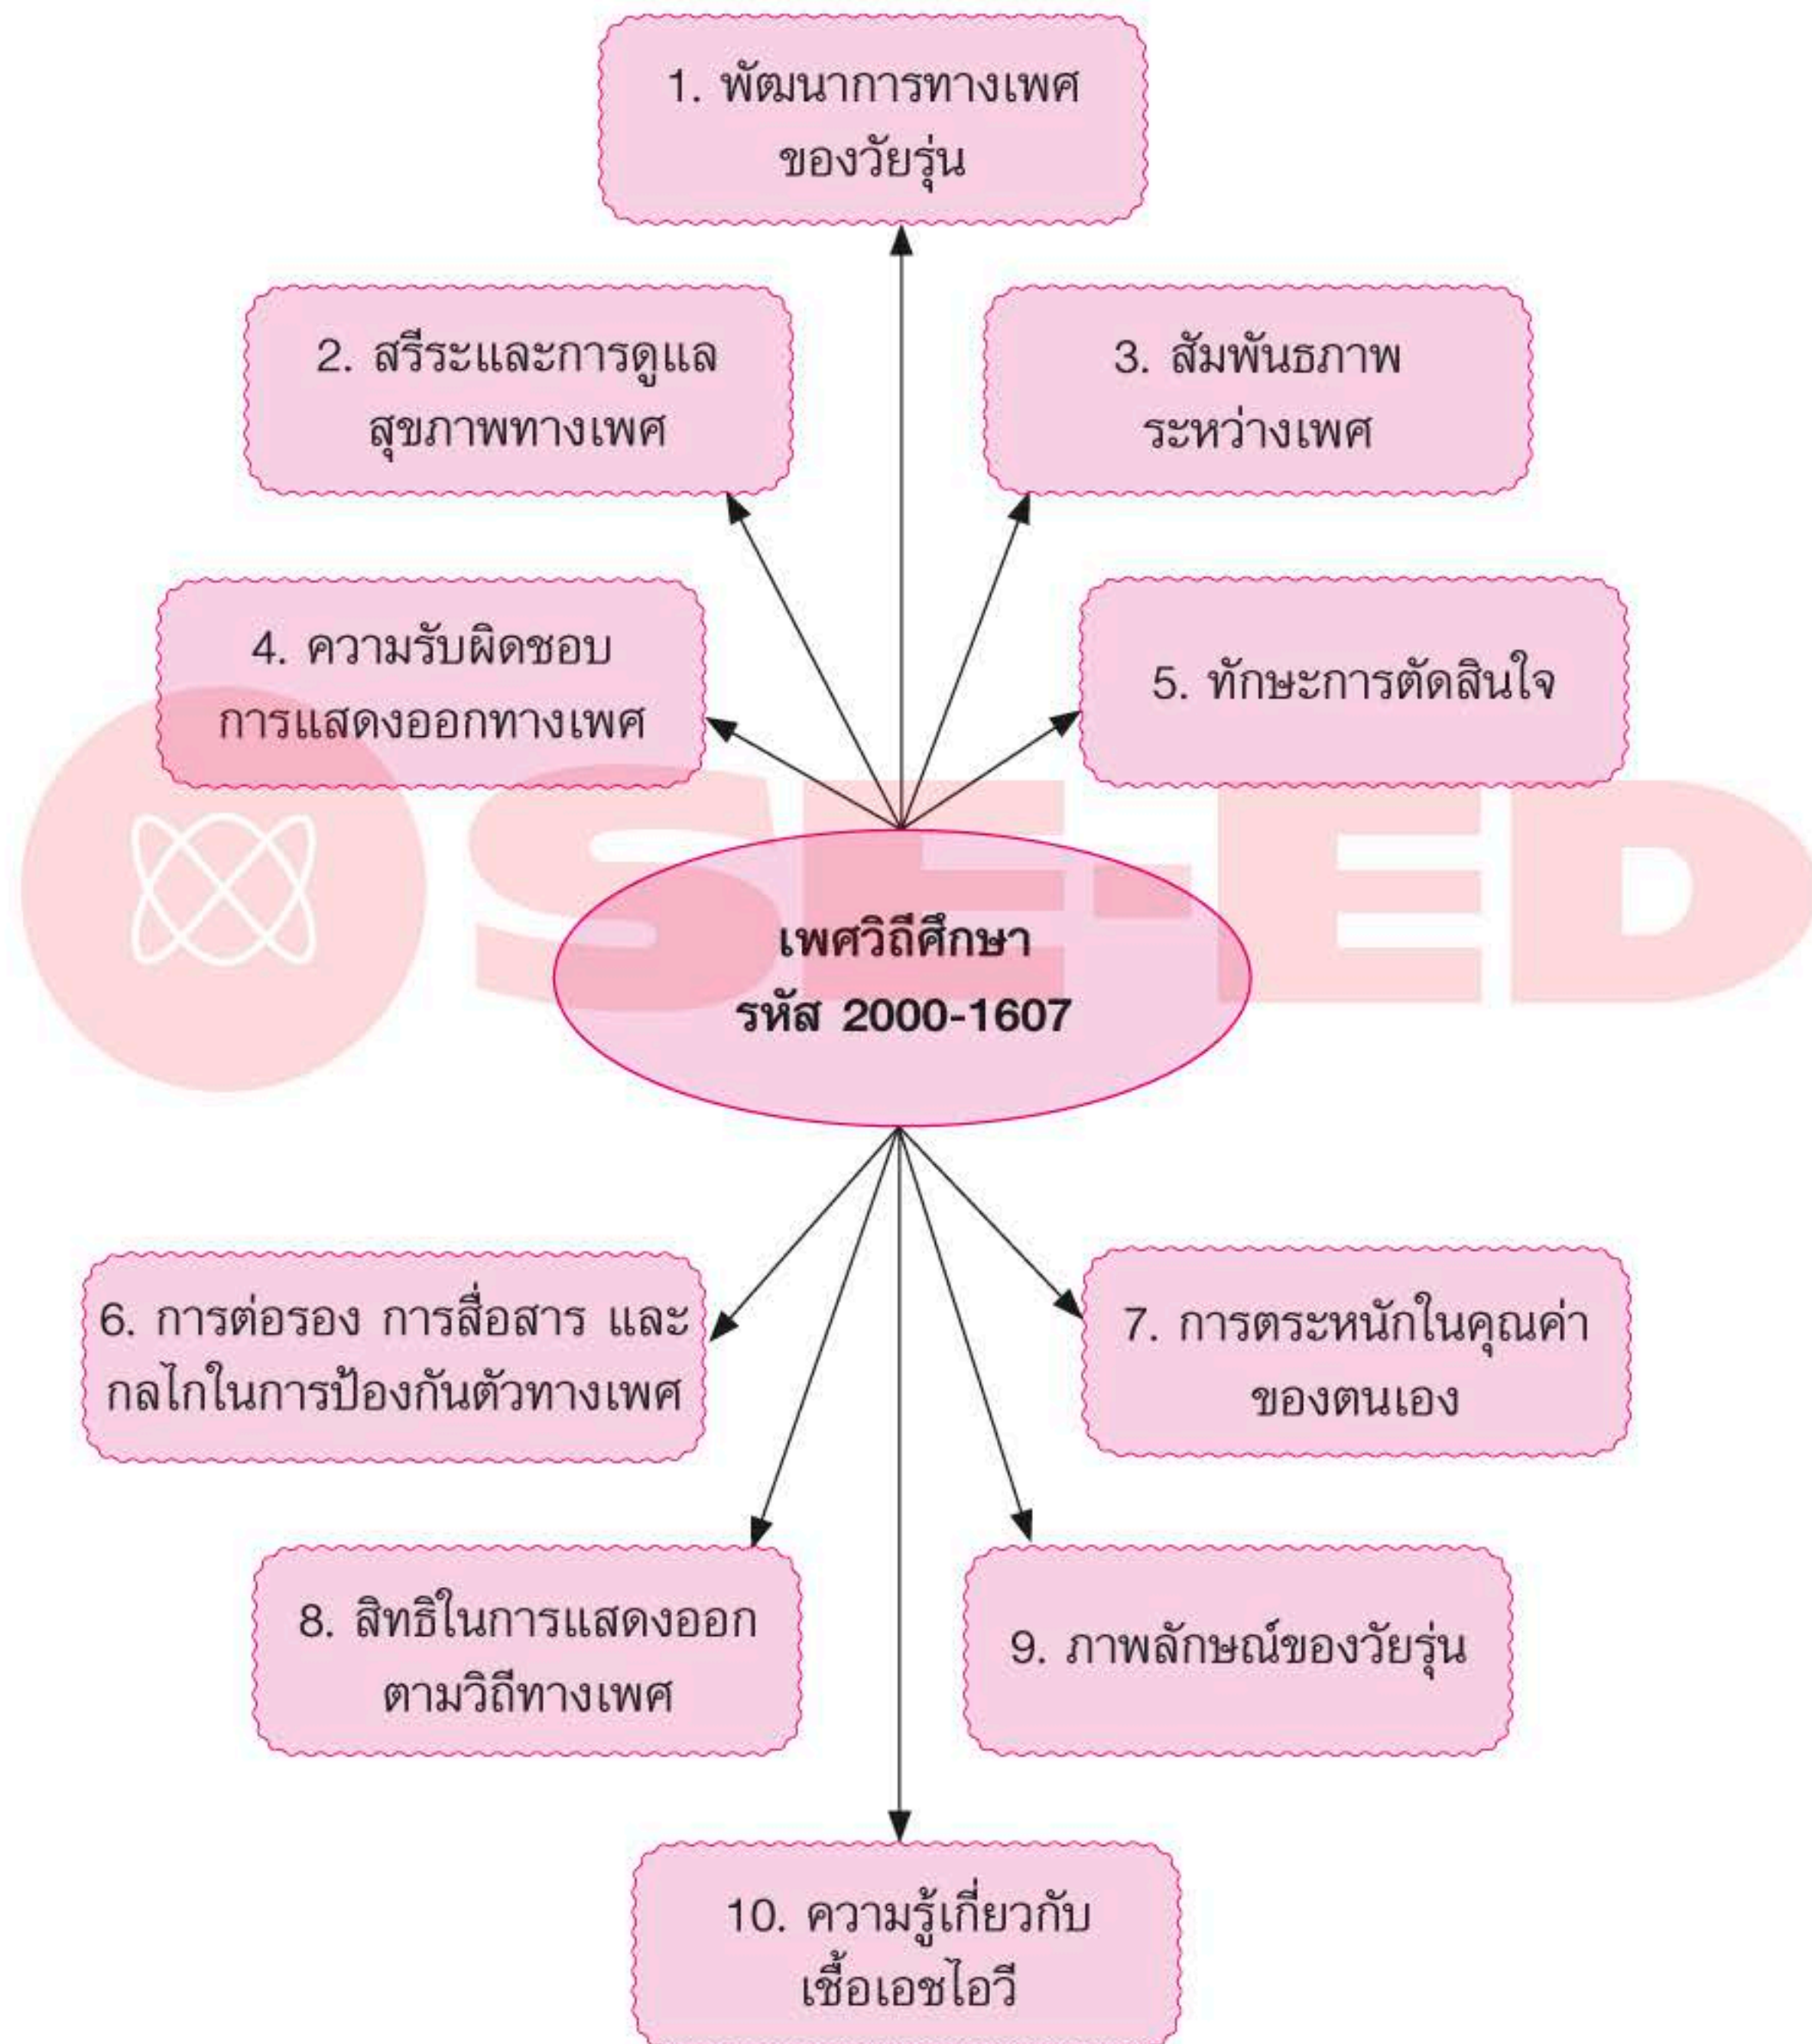 1. พัฒนาการทางเพศ
ของวัยรุ่น
2. สรีระและการดูแล
สุขภาพทางเพศ
3. สัมพันธภาพ
ระหว่างเพศ
4. ความรับผิดชอบ
การแสดงออกทางเพศ
5. ทักษะการตัดสินใจ
SE-ED
เพศวิถีศึกษา
รหัส 2000-1607
6. การต่อรอง การสื่อสาร และ
กลไกในการป้องกันตัวทางเพศ
7. การตระหนักในคุณค่า
ของตนเอง
8. สิทธิในการแสดงออก
ตามวิถีทางเพศ
9. ภาพลักษณ์ของวัยรุ่น
10. ความรู้เกี่ยวกับ
เชื้อเอชไอวี